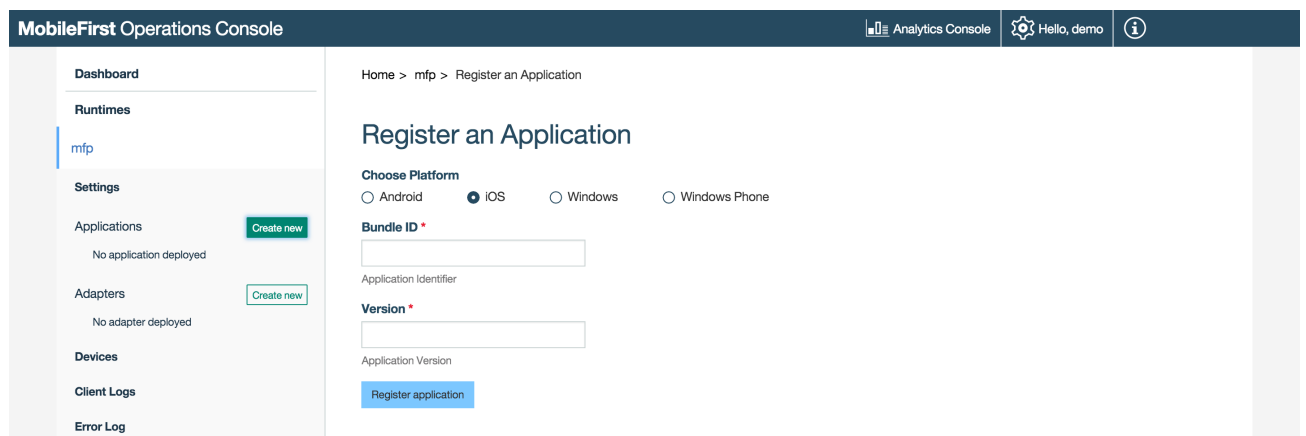 MobileFirst Operations Console
Analytics Console
Hello, demo
Dashboard
Runtimes
mfp
Settings
Applications
Create new
No application deployed
Adapters
Create new
No adapter deployed
Devices
Client Logs
Error Log
Home > mfp > Register an Application
Register an Application
Choose Platform
Android iOS Windows Windows Phone
Bundle ID *
Application Identifier
Version *
Application Version
Register application